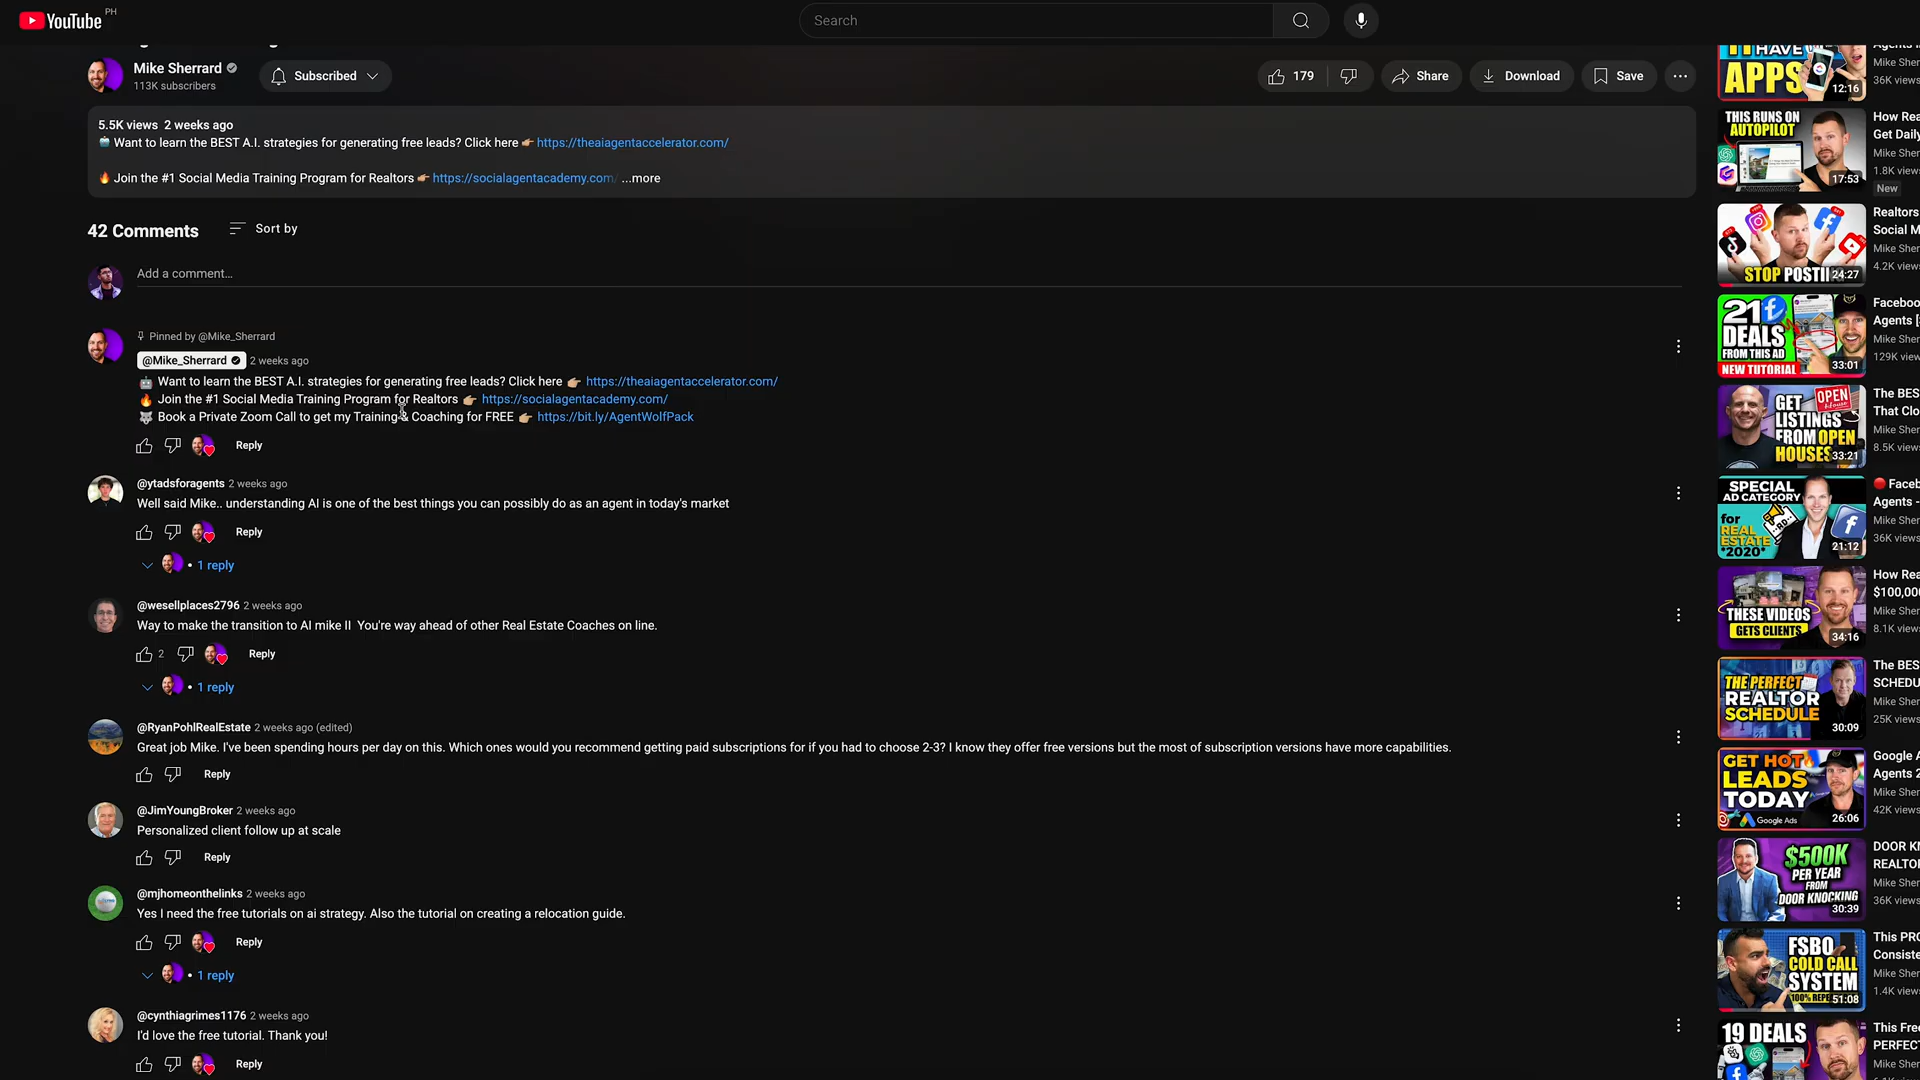 YouTube PH
Search
Mike Sherrard
113K subscribers
Subscribed
179
Share
Download
Save
5.5K views 2 weeks ago
🤖 Want to learn the BEST A.I. strategies for generating free leads? Click here 👉🏼 https://theaiagentaccelerator.com/
🔥 Join the #1 Social Media Training Program for Realtors 👉🏼 https://socialagentacademy.com/ ...more
42 Comments
Sort by
Add a comment...
Pinned by @Mike_Sherrard
@Mike_Sherrard 2 weeks ago
🤖 Want to learn the BEST A.I. strategies for generating free leads? Click here 👉🏼 https://theaiagentaccelerator.com/
🔥 Join the #1 Social Media Training Program for Realtors 👉🏼 https://socialagentacademy.com/
🐺 Book a Private Zoom Call to get my Training & Coaching for FREE 👉🏼 https://bit.ly/AgentWolfPack
Reply
@ytadsforagents 2 weeks ago
Well said Mike.. understanding AI is one of the best things you can possibly do as an agent in today's market
Reply
1 reply
@wesellplaces2796 2 weeks ago
Way to make the transition to AI mike II You're way ahead of other Real Estate Coaches on line.
2
Reply
1 reply
@RyanPohlRealEstate 2 weeks ago (edited)
Great job Mike. I've been spending hours per day on this. Which ones would you recommend getting paid subscriptions for if you had to choose 2-3? I know they offer free versions but the most of subscription versions have more capabilities.
Reply
@JimYoungBroker 2 weeks ago
Personalized client follow up at scale
Reply
@mjhomeonthelinks 2 weeks ago
Yes I need the free tutorials on ai strategy. Also the tutorial on creating a relocation guide.
Reply
1 reply
@cynthiagrimes1176 2 weeks ago
I'd love the free tutorial. Thank you!
Reply
HAVE
APPS
12:16
Mike Sher
36K views
THIS RUNS ON
AUTOPILOT
17:53
How Rea
Get Daily
Mike Sher
1.8K views
New
STOP POSTI
24:27
Realtors
Social M
Mike Sher
4.2K views
21
DEALS
FROM THIS AD
NEW TUTORIAL
33:01
Facebook
Agents [
Mike Sher
129K view
GET
LISTINGS
FROM OPEN
HOUSES
OPEN
House
33:21
The BES
That Clo
Mike Sher
8.5K views
SPECIAL
AD CATEGORY
for
REAL
ESTATE
*2020*
21:12
Faceb
Agents -
Mike Sher
36K views
THESE VIDEOS
GETS CLIENTS
34:16
How Rea
$100,000
Mike Sher
8.1K views
THE PERFECT
REALTOR
SCHEDULE
30:09
The BES
SCHEDU
Mike Sher
25K views
GET HOT
LEADS
TODAY
Google Ads
26:06
Google A
Agents 2
Mike Sher
42K views
$500K
PER YEAR
FROM
DOOR KNOCKING
30:39
DOOR KN
REALTOR
Mike Sher
36K views
FSBO
COLD CALL
SYSTEM
100% REPE
51:08
This PRO
Consiste
Mike Sher
1.4K views
19 DEALS
This Free
PERFECT
Mike Sher